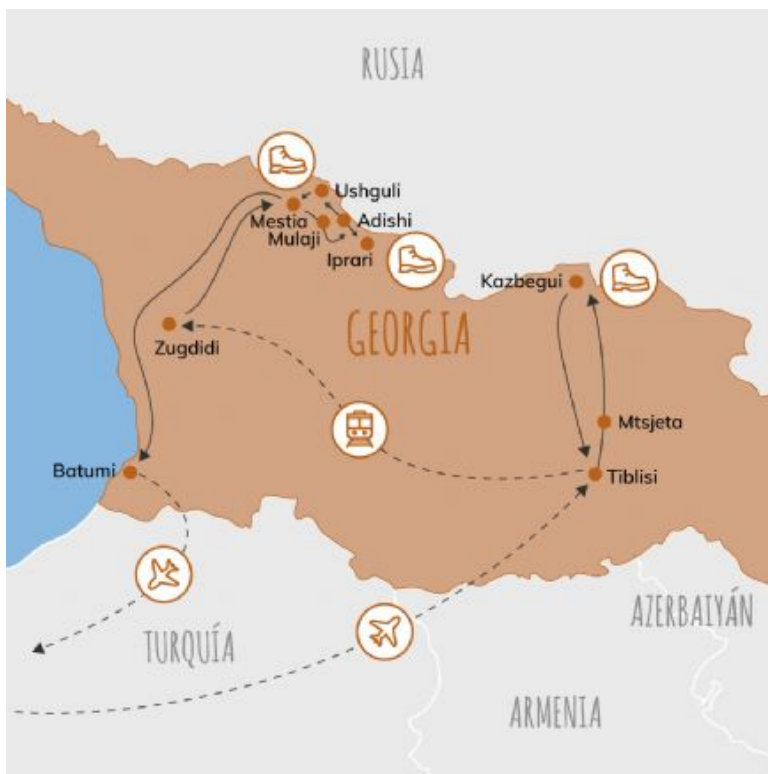 RUSIA
Ushguli
Mestia
Adishi
Mulaji
Iprari
Kazbegui
GEORGIA
Zugdidi
Mtsjeta
Batumi
Tiblisi
AZERBAIYÁN
TURQUÍA
ARMENIA